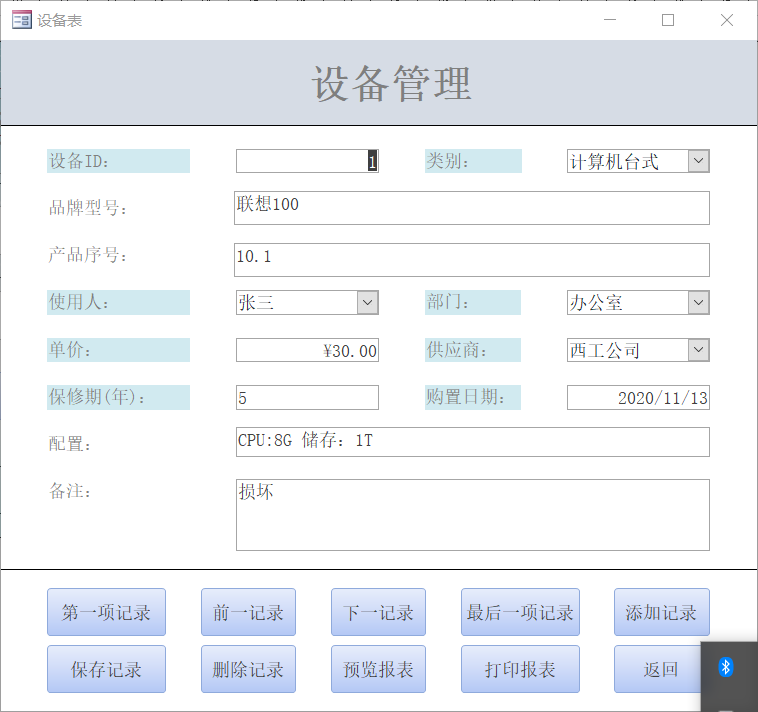 设备表
设备管理
设备ID: 1 类别: 计算机台式
品牌型号: 联想100
产品序号: 10.1
使用人: 张三 部门: 办公室
单价: ¥30.00 供应商: 西工公司
保修期(年): 5 购置日期: 2020/11/13
配置: CPU:8G 储存: 1T
备注: 损坏
第一项记录 前一记录 下一记录 最后一项记录 添加记录
保存记录 删除记录 预览报表 打印报表 返回